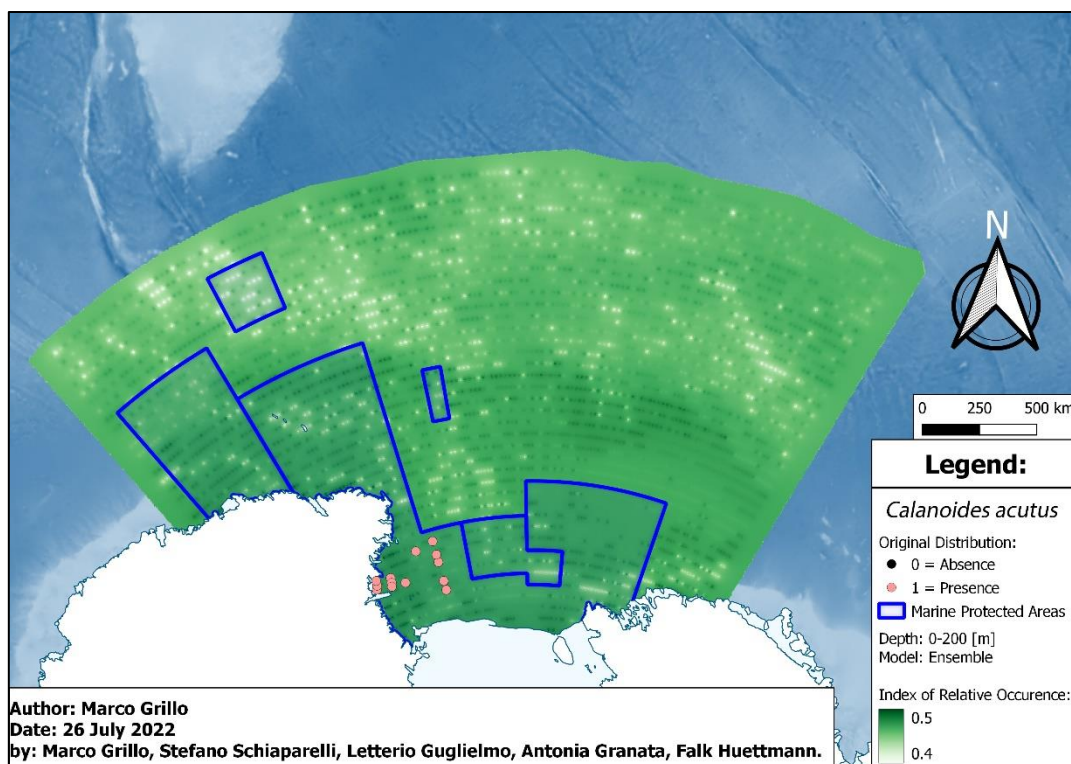 N
0 250 500 km
Legend:
Calanoides acutus
Original Distribution:
0 = Absence
1 = Presence
Marine Protected Areas
Depth: 0-200 [m]
Model: Ensemble
Index of Relative Occurence:
0.5
0.4
Author: Marco Grillo
Date: 26 July 2022
by: Marco Grillo, Stefano Schiaparelli, Letterio Guglielmo, Antonia Granata, Falk Huettmann.